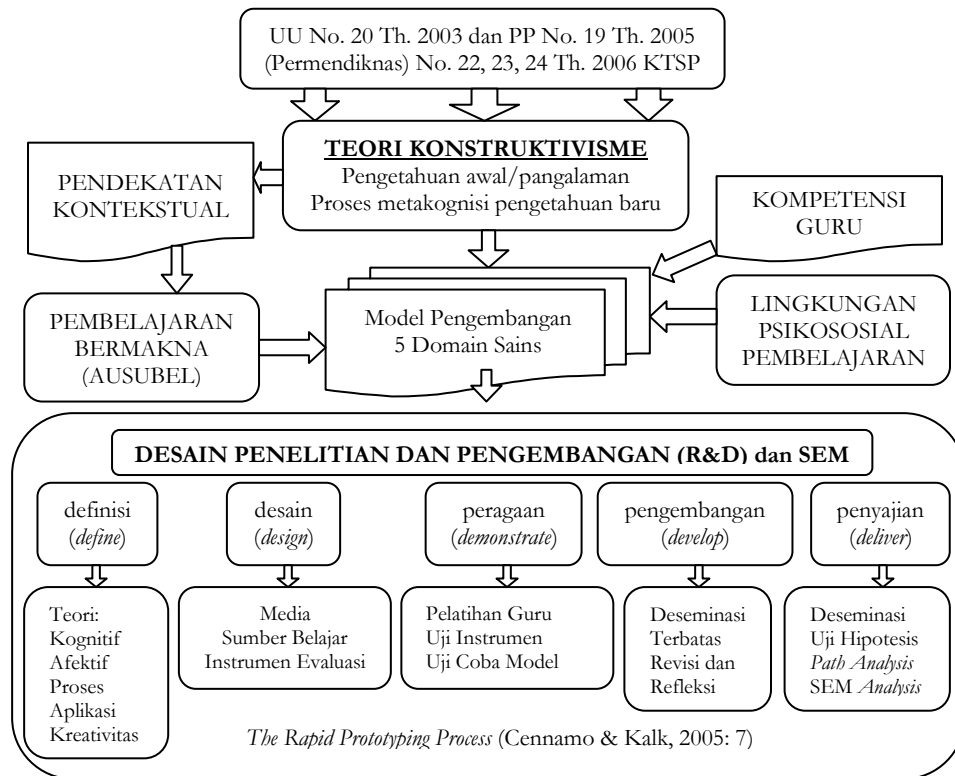 UU No. 20 Th. 2003 dan PP No. 19 Th. 2005
(Permendiknas) No. 22, 23, 24 Th. 2006 KTSP
TEORI KONSTRUKTIVISME
Pengetahuan awal/pangalaman
Proses metakognisi pengetahuan baru
PENDEKATAN
KONTEKSTUAL
KOMPETENSI
GURU
PEMBELAJARAN
BERMAKNA
(AUSUBEL)
Model Pengembangan
5 Domain Sains
LINGKUNGAN
PSIKOSOSIAL
PEMBELAJARAN
DESAIN PENELITIAN DAN PENGEMBANGAN (R&D) dan SEM
definisi
(define)
desain
(design)
peragaan
(demonstrate)
pengembangan
(develop)
penyajian
(deliver)
Teori:
Kognitif
Afektif
Proses
Aplikasi
Kreativitas
Media
Sumber Belajar
Instrumen Evaluasi
Pelatihan Guru
Uji Instrumen
Uji Coba Model
Deseminasi
Terbatas
Revisi dan
Refleksi
Deseminasi
Uji Hipotesis
Path Analysis
SEM Analysis
The Rapid Prototyping Process (Cennamo & Kalk, 2005: 7)